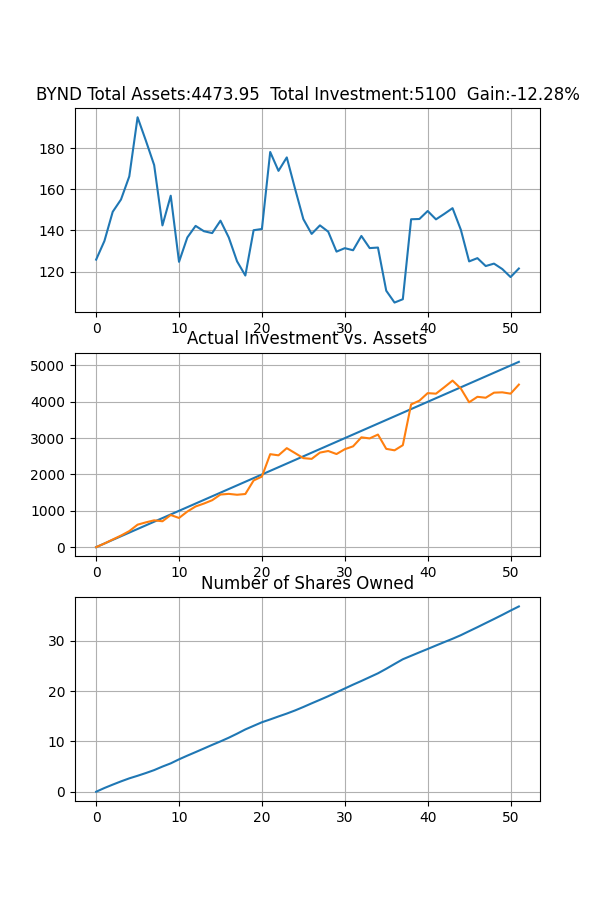 BYND Total Assets:4473.95  Total Investment:5100  Gain:-12.28%
180
160
140
120
0 10 20 30 40 50
Actual Investment vs. Assets
5000
4000
3000
2000
1000
0
0 10 20 30 40 50
Number of Shares Owned
30
20
10
0
0 10 20 30 40 50